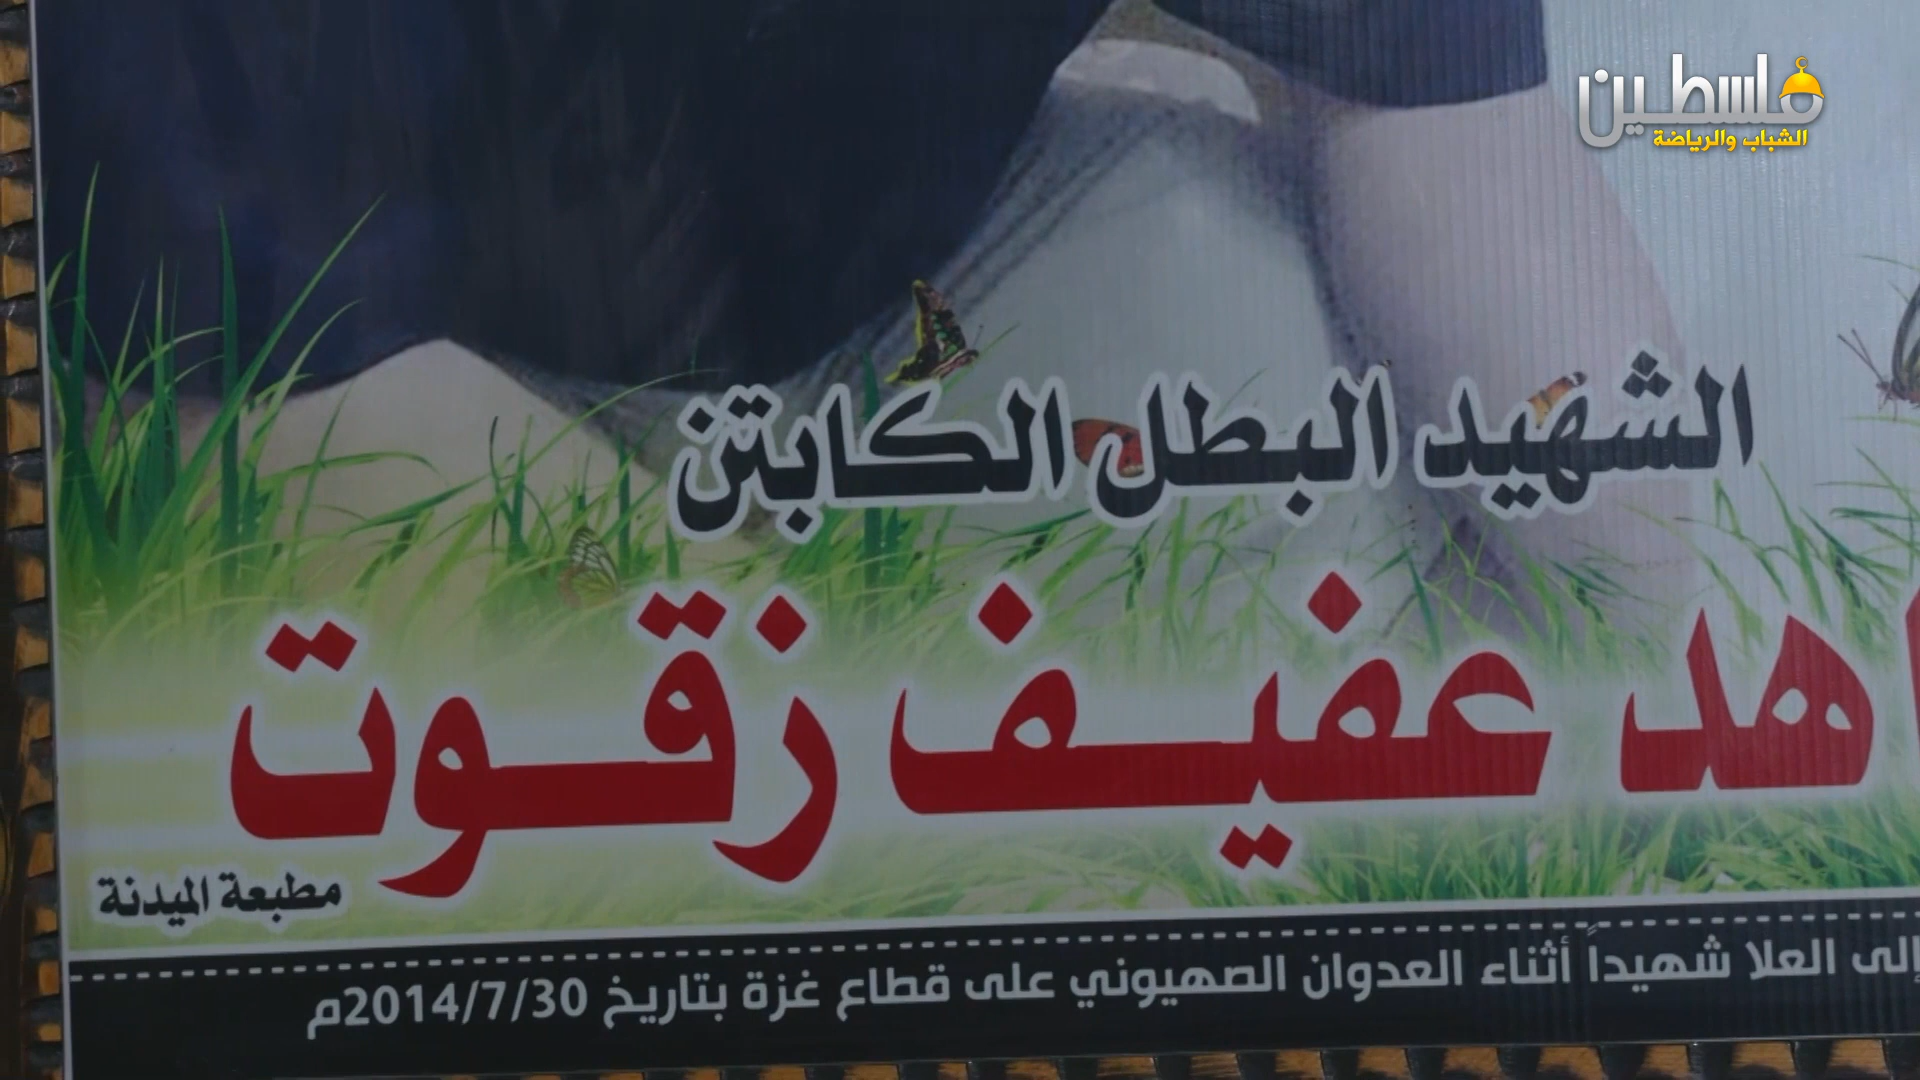 فلسطين
الشباب والرياضة
الشهيد البطل الكابتن
عفيف زقوت
مطبعة الميدنة
إلى العلا شهيداً أثناء العدوان الصهيوني على قطاع غزة بتاريخ 2014/7/30م